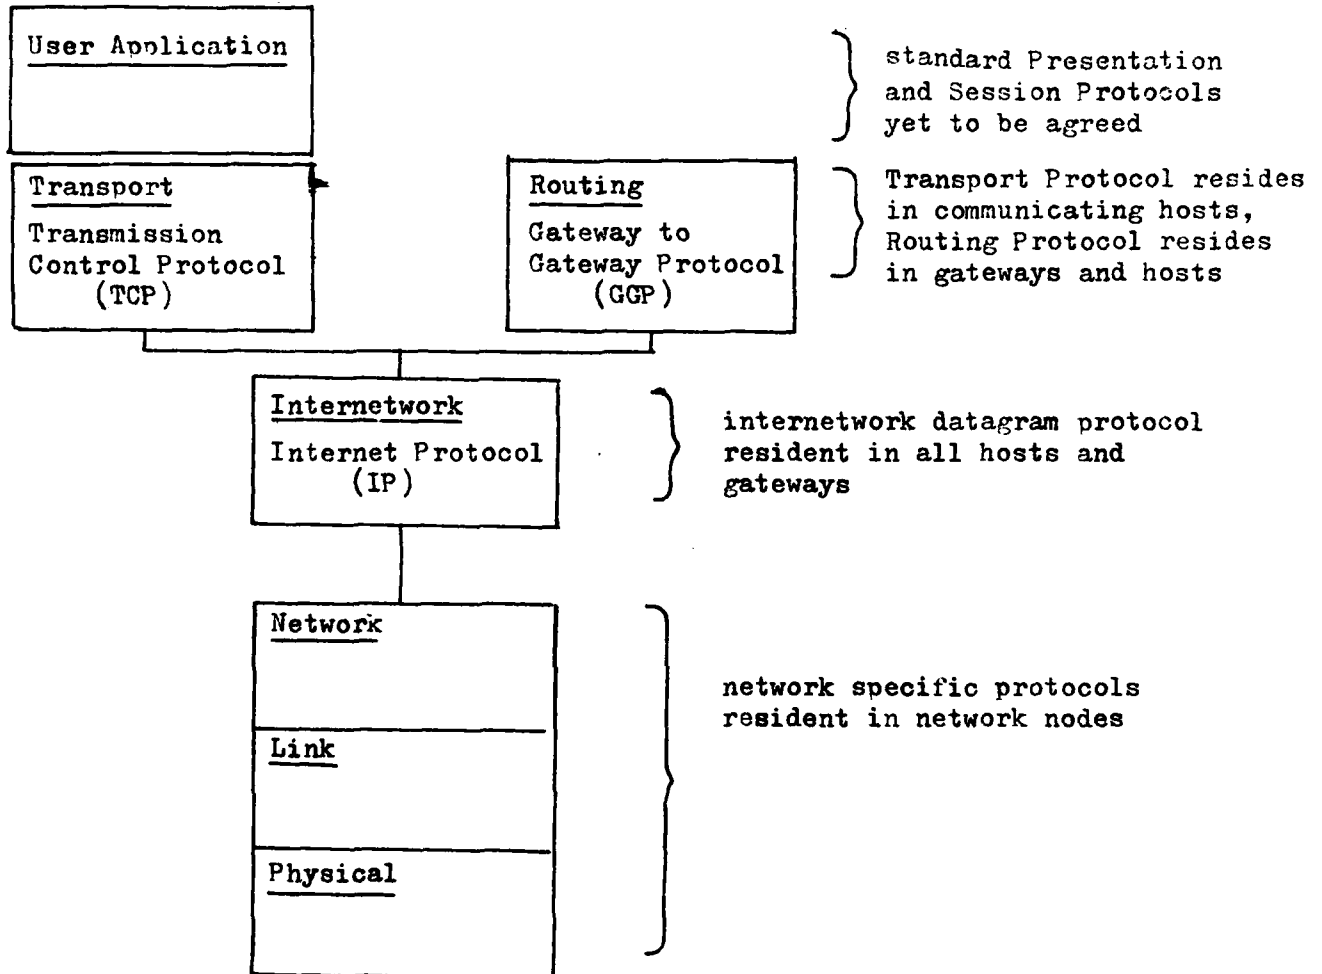 User Application
standard Presentation
and Session Protocols
yet to be agreed
Transport
Transmission
Control Protocol
(TCP)
Routing
Gateway to
Gateway Protocol
(GGP)
Transport Protocol resides
in communicating hosts,
Routing Protocol resides
in gateways and hosts
Internetwork
Internet Protocol
(IP)
internetwork datagram protocol
resident in all hosts and
gateways
Network
Link
Physical
network specific protocols
resident in network nodes